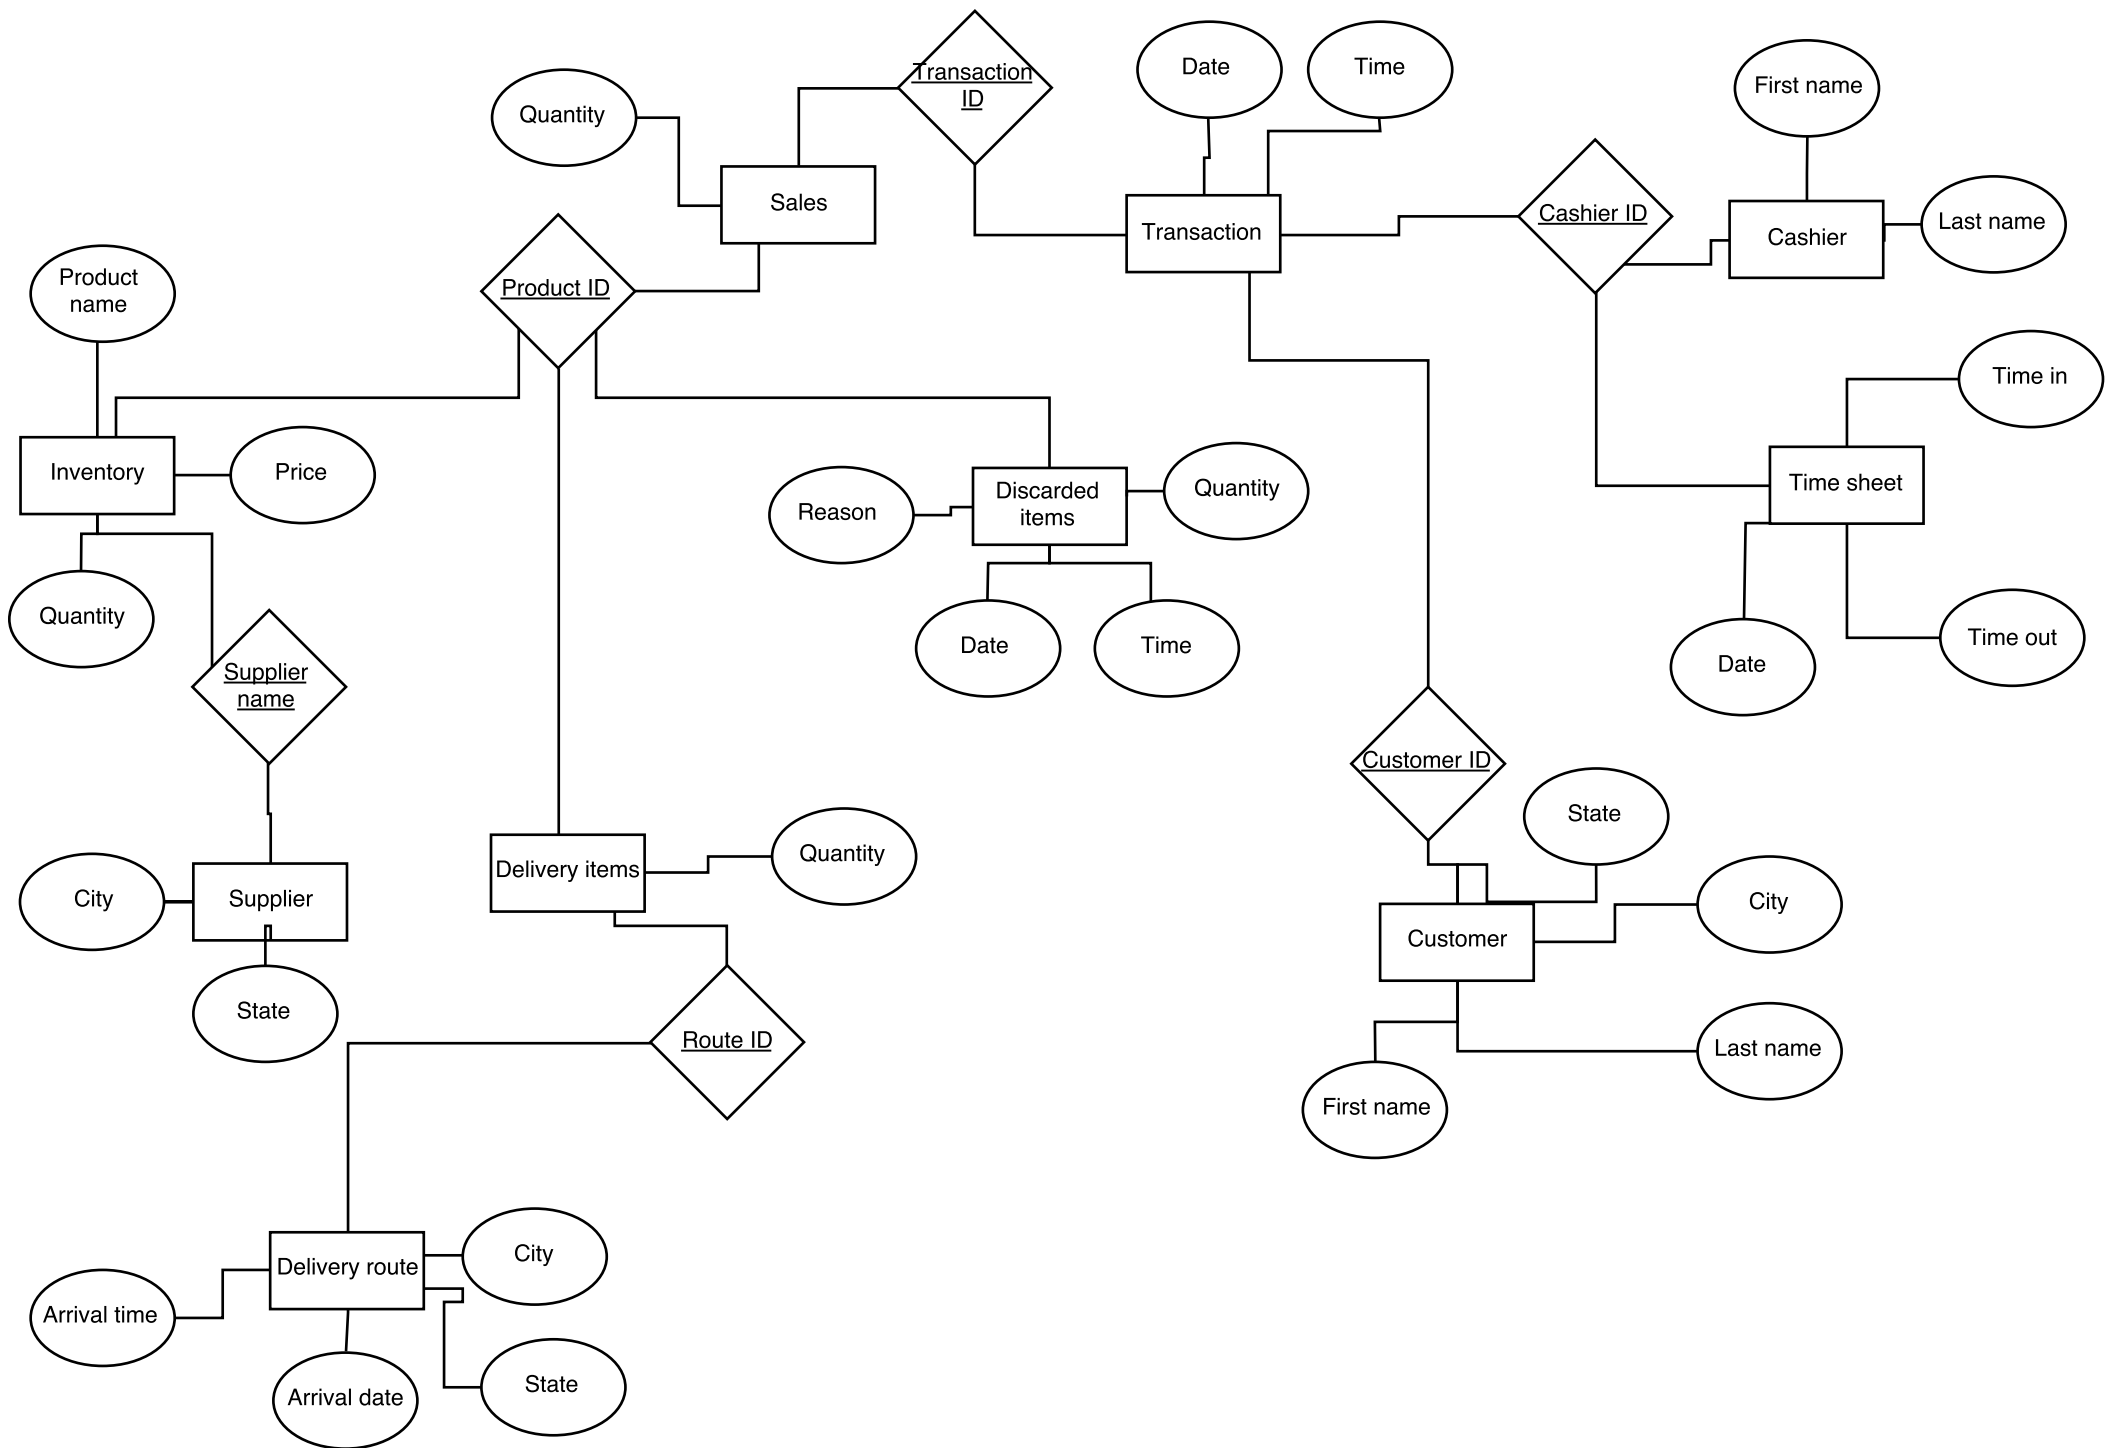 Transaction
ID
Date
Time
First name
Quantity
Sales
Transaction
Cashier ID
Cashier
Last name
Product
name
Product ID
Time in
Inventory
Price
Reason
Discarded
items
Quantity
Time sheet
Quantity
Date
Time
Date
Time out
Supplier
name
Customer ID
State
City
Supplier
Delivery items
Quantity
Customer
City
State
Route ID
Last name
First name
Delivery route
City
Arrival time
Arrival date
State